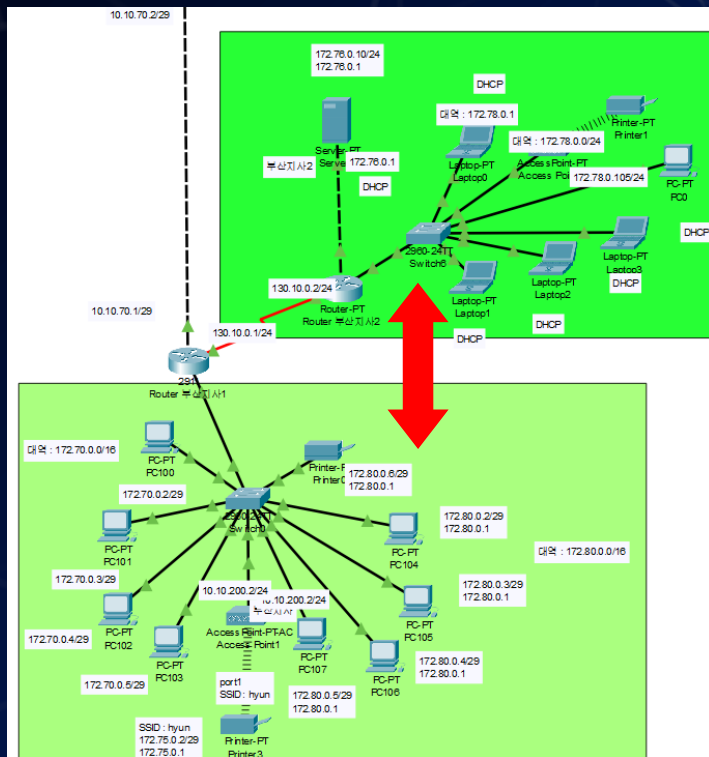 10.10.70.2/29
172.76.0.10/24
172.76.0.1
DHCP
대역 : 172.78.0.1
Printer-PT
Printer1
대역 : 172.78.0.0/24
Server-PT
부산지사2
172.76.0.1
Laptop-PT
Laptop0
Access Point-PT
172.78.0.105/24
PC-PT
PC0
DHCP
2960-24TT
Switch6
DHCP
Laptop-PT
Laptop3
DHCP
Laptop-PT
Laptop2
DHCP
Laptop-PT
Laptop1
DHCP
130.10.0.2/24
Router-PT
Router 부산지사2
10.10.70.1/29
130.10.0.1/24
Router 부산지사1
대역 : 172.70.0.0/16
PC-PT
PC100
172.80.0.6/29
172.80.0.1
172.70.0.2/29
PC-PT
PC101
172.80.0.2/29
172.80.0.1
PC-PT
PC104
대역 : 172.80.0.0/16
172.70.0.3/29
PC-PT
PC102
10.10.200.2/24
10.10.200.2/24
부산지사
172.80.0.3/29
172.80.0.1
PC-PT
PC105
172.70.0.4/29
PC-PT
PC103
Access Point-PT-AC
Access Point1
PC-PT
PC107
172.80.0.4/29
172.80.0.1
PC-PT
PC106
172.70.0.5/29
port1
SSID : hyun
172.80.0.5/29
172.80.0.1
SSID : hyun
172.75.0.2/29
172.75.0.1
Printer-PT
Printer3